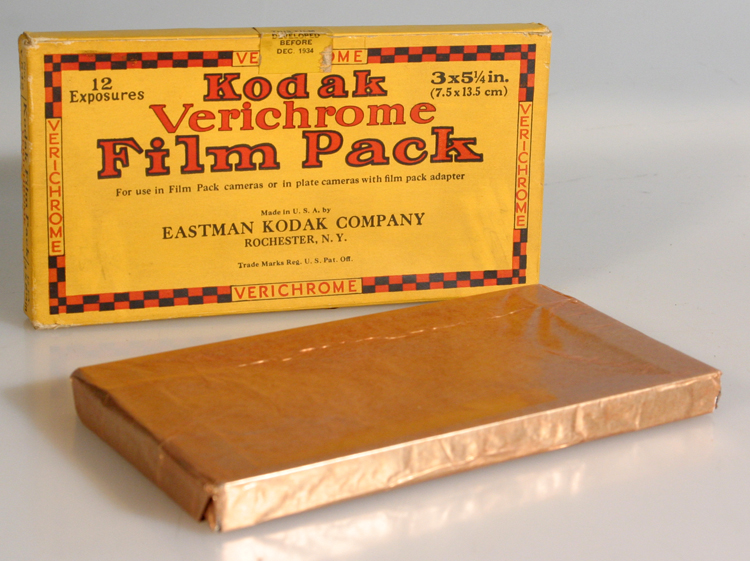 DEVELOPED
BEFORE
DEC. 1934
VERICHROME
12
Exposures
Kodak
3x5¼ in.
(7.5 x 13.5 cm)
Verichrome
Film Pack
VERICHROME
VERICHROME
For use in Film Pack cameras or in plate cameras with film pack adapter
Made in U. S. A. by
EASTMAN KODAK COMPANY
ROCHESTER, N. Y.
Trade Marks Reg. U. S. Pat. Off.
VERICHROME